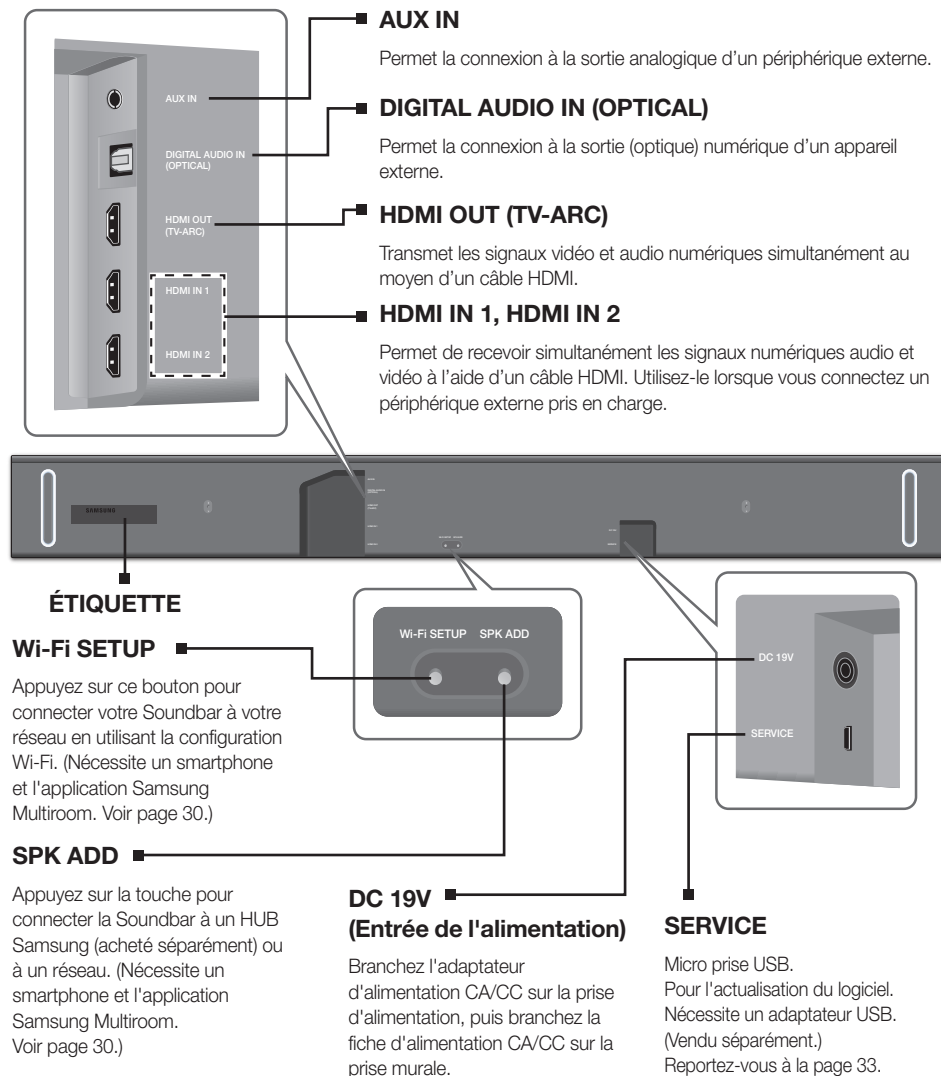 AUX IN
Permet la connexion à la sortie analogique d’un périphérique externe.
DIGITAL AUDIO IN (OPTICAL)
Permet la connexion à la sortie (optique) numérique d’un appareil
externe.
HDMI OUT (TV-ARC)
Transmet les signaux vidéo et audio numériques simultanément au
moyen d’un câble HDMI.
HDMI IN 1, HDMI IN 2
Permet de recevoir simultanément les signaux numériques audio et
vidéo à l’aide d’un câble HDMI. Utilisez-le lorsque vous connectez un
périphérique externe pris en charge.
AUX IN
DIGITAL AUDIO IN
(OPTICAL)
HDMI OUT
(TV-ARC)
HDMI IN 1
HDMI IN 2
SAMSUNG
ÉTIQUETTE
Wi-Fi SETUP
Appuyez sur ce bouton pour
connecter votre Soundbar à votre
réseau en utilisant la configuration
Wi-Fi. (Nécessite un smartphone
et l'application Samsung
Multiroom. Voir page 30.)
SPK ADD
Appuyez sur la touche pour
connecter la Soundbar à un HUB
Samsung (acheté séparément) ou
à un réseau. (Nécessite un
smartphone et l'application
Samsung Multiroom.
Voir page 30.)
Wi-Fi SETUP SPK ADD
DC 19V
SERVICE
DC 19V
(Entrée de l'alimentation)
Branchez l'adaptateur
d'alimentation CA/CC sur la prise
d'alimentation, puis branchez la
fiche d'alimentation CA/CC sur la
prise murale.
SERVICE
Micro prise USB.
Pour l'actualisation du logiciel.
Nécessite un adaptateur USB.
(Vendu séparément.)
Reportez-vous à la page 33.